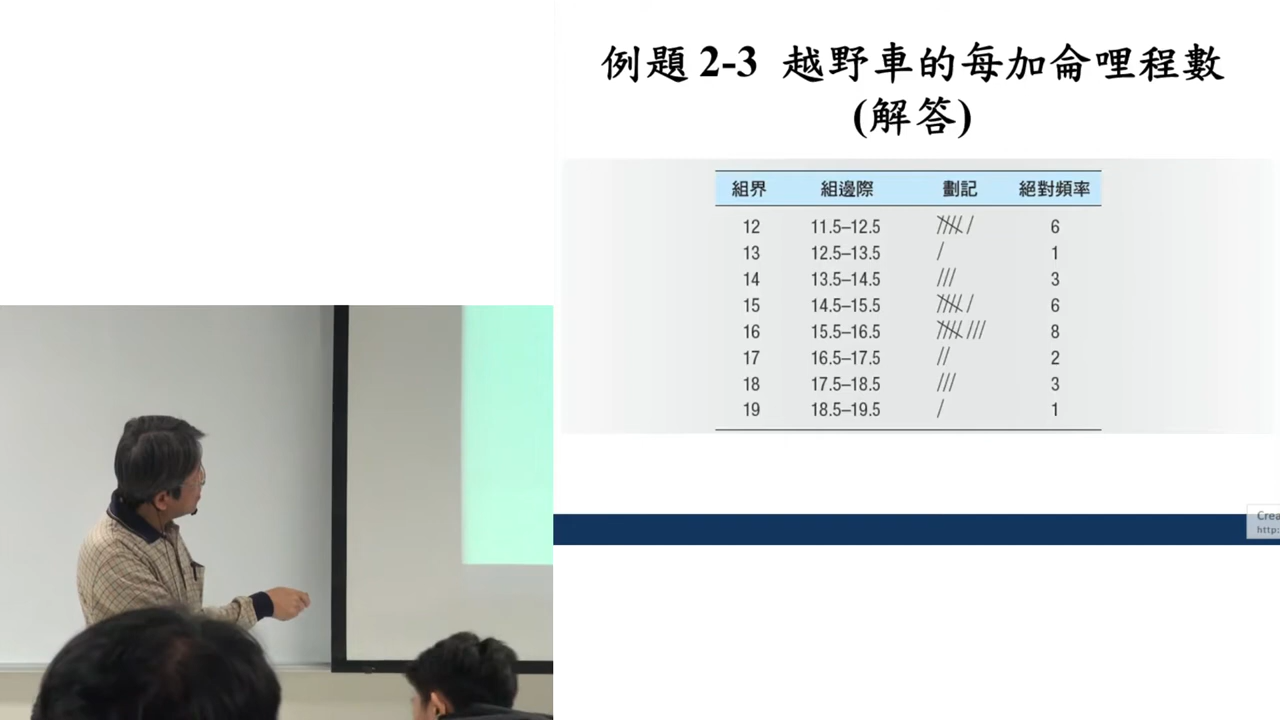 例題 2-3 越野車的每加侖哩程數
(解答)
組界 組邊際 劃記 絕對頻率
12 11.5–12.5 6
13 12.5–13.5 1
14 13.5–14.5 3
15 14.5–15.5 6
16 15.5–16.5 8
17 16.5–17.5 2
18 17.5–18.5 3
19 18.5–19.5 1
Crea
http: